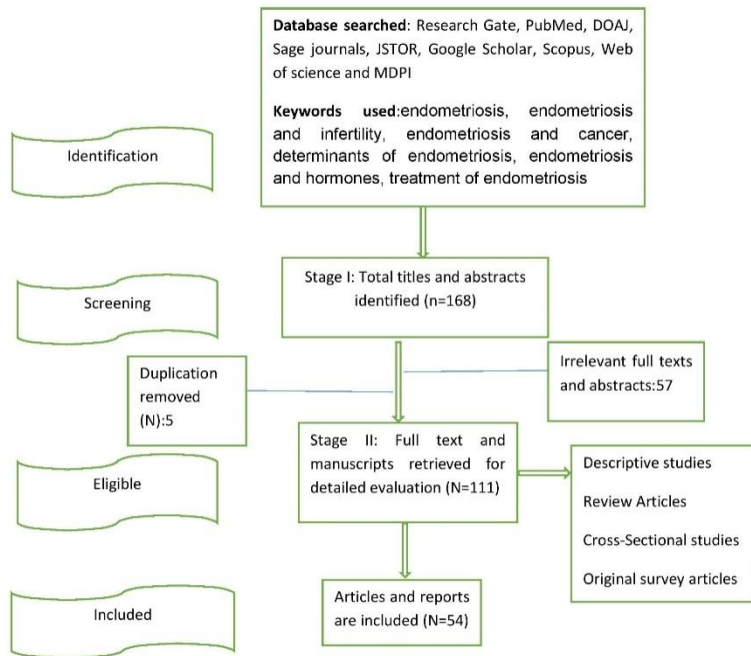 Database searched: Research Gate, PubMed, DOAJ,
Sage journals, JSTOR, Google Scholar, Scopus, Web
of science and MDPI
Keywords used:endometriosis, endometriosis
and infertility, endometriosis and cancer,
determinants of endometriosis, endometriosis
and hormones, treatment of endometriosis
Identification
Stage I: Total titles and abstracts
identified (n=168)
Screening
Duplication
removed
(N):5
Irrelevant full texts
and abstracts:57
Stage II: Full text and
manuscripts retrieved for
detailed evaluation (N=111)
Eligible
Descriptive studies
Review Articles
Cross-Sectional studies
Original survey articles
Articles and reports
are included (N=54)
Included